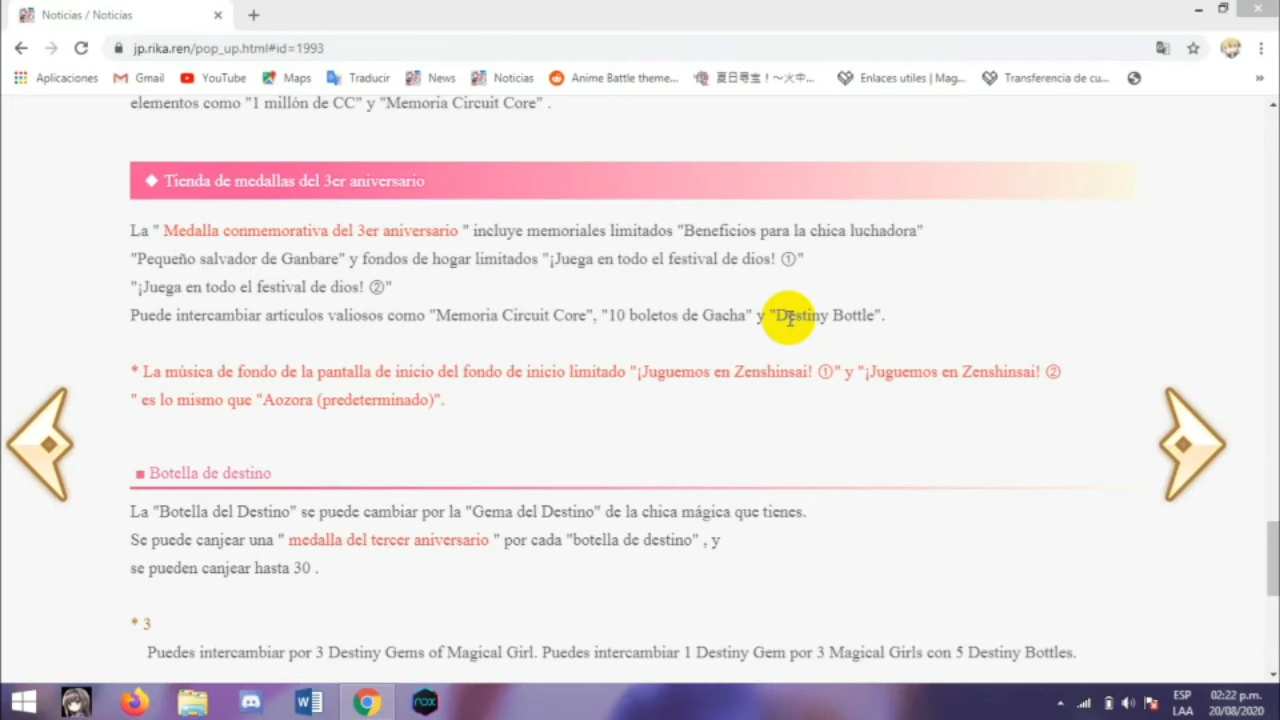 Noticias / Noticias
jp.rika.ren/pop_up.html#id=1993
Aplicaciones Gmail YouTube Maps Traducir News Noticias Anime Battle theme... 夏日尋宝！～火中... Enlaces utiles | Mag... Transferencia de cu... »
elementos como "1 millón de CC" y "Memoria Circuit Core" .
◆ Tienda de medallas del 3er aniversario
La " Medalla conmemorativa del 3er aniversario " incluye memoriales limitados "Beneficios para la chica luchadora"
"Pequeño salvador de Ganbare" y fondos de hogar limitados "¡Juega en todo el festival de dios! ①"
"¡Juega en todo el festival de dios! ②"
Puede intercambiar artículos valiosos como "Memoria Circuit Core", "10 boletos de Gacha" y "Destiny Bottle".
* La música de fondo de la pantalla de inicio del fondo de inicio limitado "¡Juguemos en Zenshinsai! ①" y "¡Juguemos en Zenshinsai! ②
" es lo mismo que "Aozora (predeterminado)".
■ Botella de destino
La "Botella del Destino" se puede cambiar por la "Gema del Destino" de la chica mágica que tienes.
Se puede canjear una " medalla del tercer aniversario " por cada "botella de destino" , y
se pueden canjear hasta 30 .
* 3
Puedes intercambiar por 3 Destiny Gems of Magical Girl. Puedes intercambiar 1 Destiny Gem por 3 Magical Girls con 5 Destiny Bottles.
nox
ESP 02:22 p.m.
LAA 20/08/2020